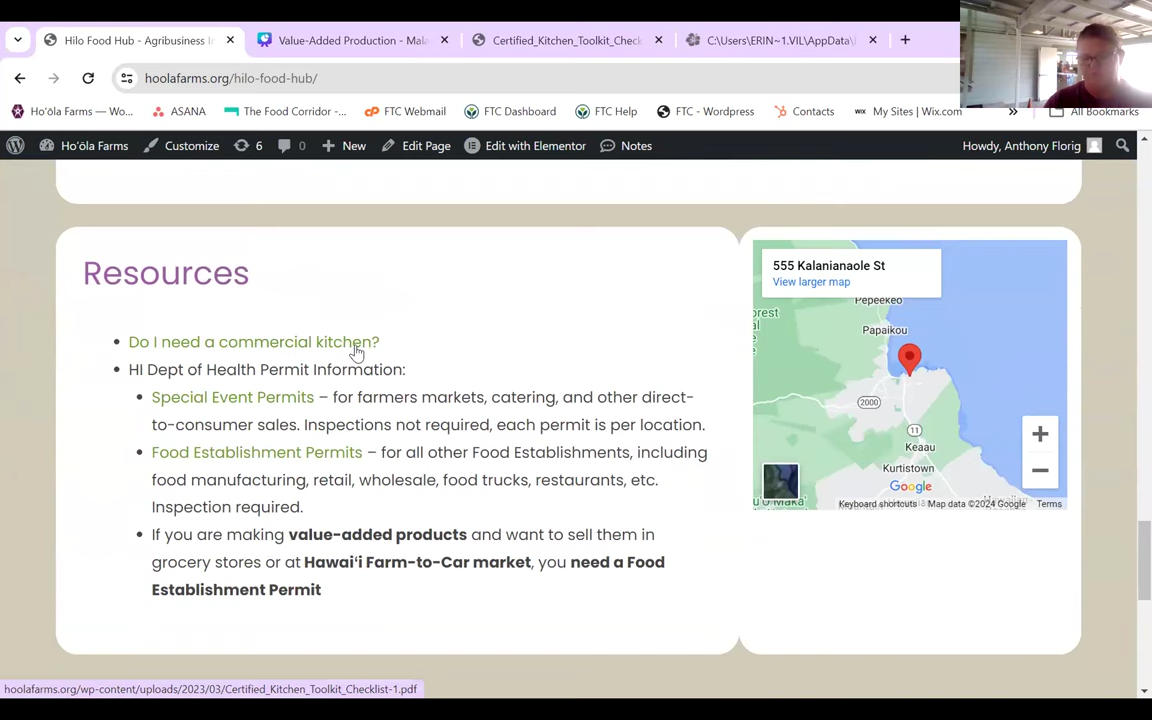 Hilo Food Hub - Agribusiness In
Value-Added Production - Mala
Certified_Kitchen_Toolkit_Check
C:\Users\ERIN~1.VIL\AppData\
hoolafarms.org/hilo-food-hub/
Hoʻōla Farms — Wo...
ASANA
The Food Corridor -...
FTC Webmail
FTC Dashboard
FTC Help
FTC - Wordpress
Contacts
WIX My Sites | Wix.com
» All Bookmarks
Hoʻōla Farms
Customize
6
0
New
Edit Page
Edit with Elementor
Notes
Howdy, Anthony Florig
Resources
• Do I need a commercial kitchen?
• HI Dept of Health Permit Information:
• Special Event Permits – for farmers markets, catering, and other direct-
to-consumer sales. Inspections not required, each permit is per location.
• Food Establishment Permits – for all other Food Establishments, including
food manufacturing, retail, wholesale, food trucks, restaurants, etc.
Inspection required.
• If you are making value-added products and want to sell them in
grocery stores or at Hawaiʻi Farm-to-Car market, you need a Food
Establishment Permit
555 Kalanianaole St
View larger map
Pepeekeo
orest
al
Papaikou
2000
11
Keaau
Kurtistown
Google
Keyboard shortcuts Map data ©2024 Google Terms
hoolafarms.org/wp-content/uploads/2023/03/Certified_Kitchen_Toolkit_Checklist-1.pdf